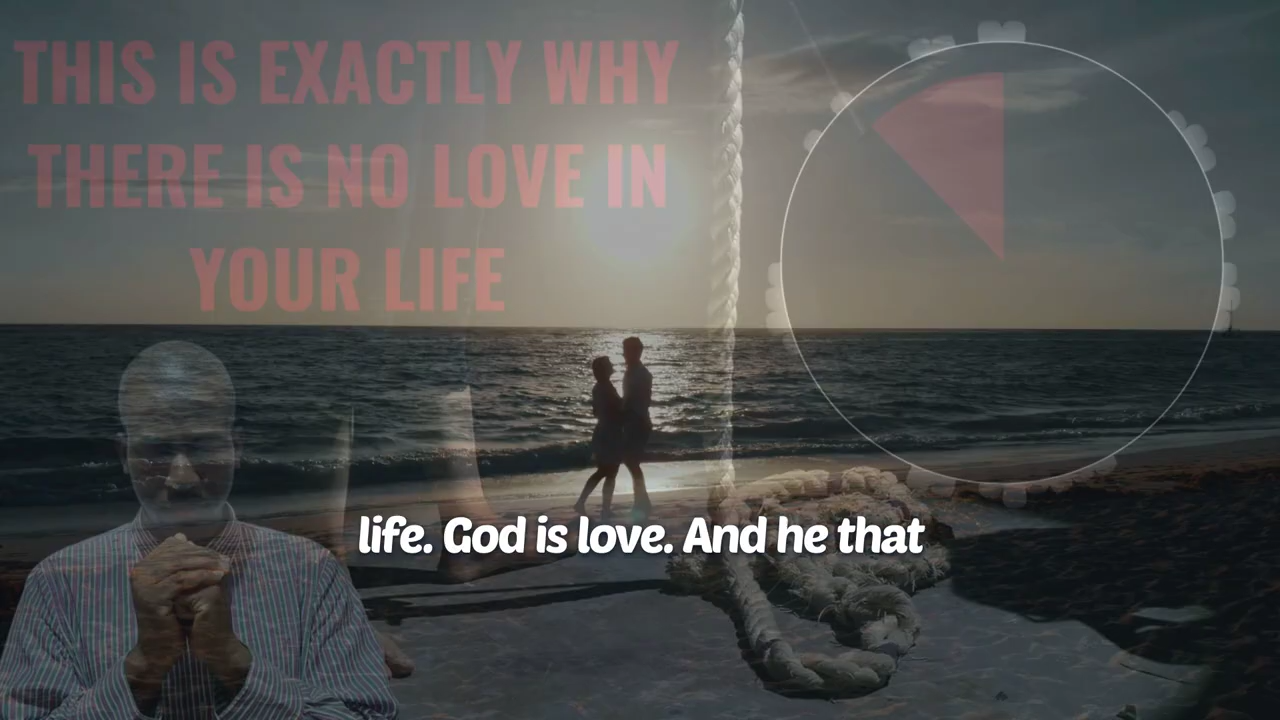 THIS IS EXACTLY WHY
THERE IS NO LOVE IN
YOUR LIFE
life. God is love. And he that